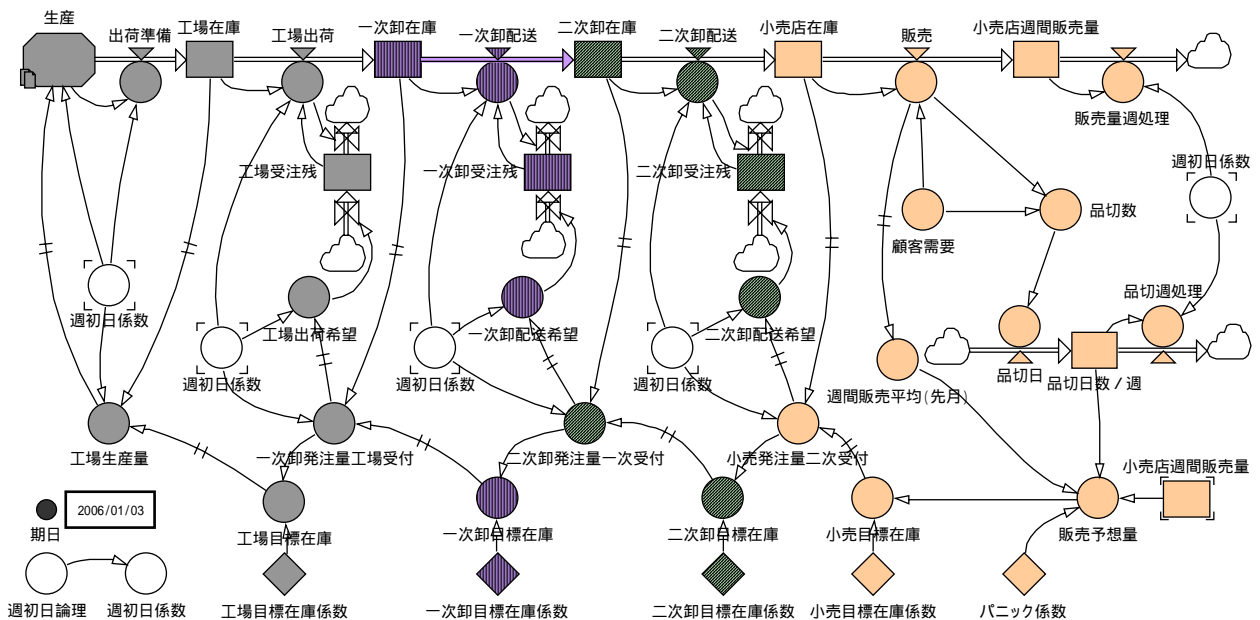 生産
出荷準備
工場在庫
工場出荷
一次卸在庫
一次卸配送
二次卸在庫
二次卸配送
小売店在庫
販売
小売店週間販売量
販売量週処理
工場受注残
一次卸受注残
二次卸受注残
週初日係数
顧客需要
品切数
週初日係数
工場出荷希望
一次卸配送希望
二次卸配送希望
品切週処理
週初日係数
週初日係数
週初日係数
週間販売平均(先月)
品切日
品切日数/週
工場生産量
一次卸発注量工場受付
二次卸発注量一次受付
小売発注量二次受付
小売店週間販売量
2006/01/03
期日
工場目標在庫
一次卸目標在庫
二次卸目標在庫
小売目標在庫
販売予想量
週初日論理
週初日係数
工場目標在庫係数
一次卸目標在庫係数
二次卸目標在庫係数
小売目標在庫係数
パニック係数